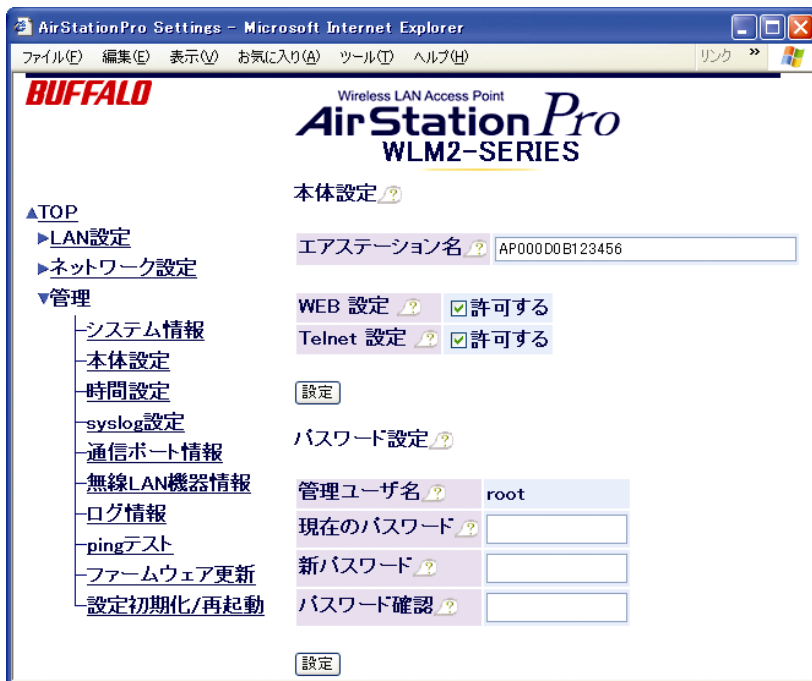 AirStationPro Settings - Microsoft Internet Explorer
ファイル(F) 編集(E) 表示(V) お気に入り(A) ツール(T) ヘルプ(H) リンク »
BUFFALO
Wireless LAN Access Point
AirStation Pro
WLM2-SERIES
▲TOP
▶LAN設定
▶ネットワーク設定
▼管理
システム情報
本体設定
時間設定
syslog設定
通信ポート情報
無線LAN機器情報
ログ情報
pingテスト
ファームウェア更新
設定初期化/再起動
本体設定 ?
エアステーション名 ? AP000D0B123456
WEB 設定 ? 許可する
Telnet 設定 ? 許可する
設定
パスワード設定 ?
管理ユーザ名 ? root
現在のパスワード ?
新パスワード ?
パスワード確認 ?
設定